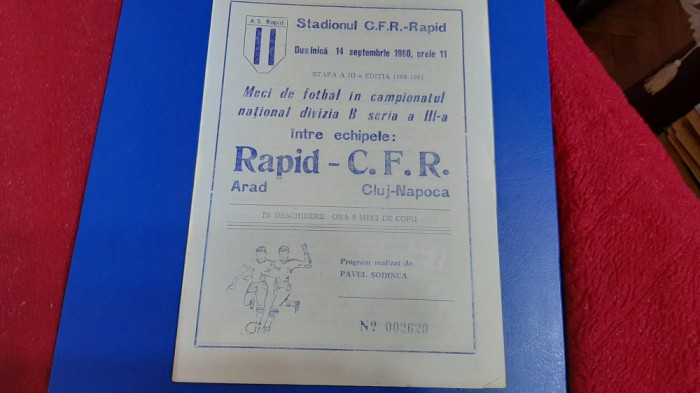 A.S. Rapid
Stadionul C.F.R.-Rapid
Duminică 14 septembrie 1980, orele 11
ETAPA A III-a EDIȚIA 1980-1981
Meci de fotbal în campionatul
național divizia B seria a III-a
între echipele:
Rapid - C.F.R.
Arad Cluj-Napoca
ÎN DESCHIDERE: ORA 9 MECI DE COPII
Program realizat de
PAVEL ȘODINCA
Nº 002620